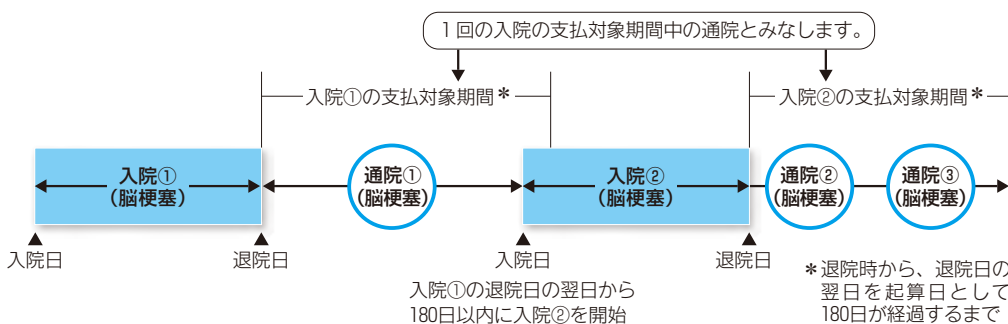 1回の入院の支払対象期間中の通院とみなします。
入院①の支払対象期間*
入院②の支払対象期間*
入院①
(脳梗塞)
通院①
(脳梗塞)
入院②
(脳梗塞)
通院②
(脳梗塞)
通院③
(脳梗塞)
入院日
退院日
入院日
退院日
入院①の退院日の翌日から
180日以内に入院②を開始
*退院時から、退院日の
翌日を起算日として
180日が経過するまで